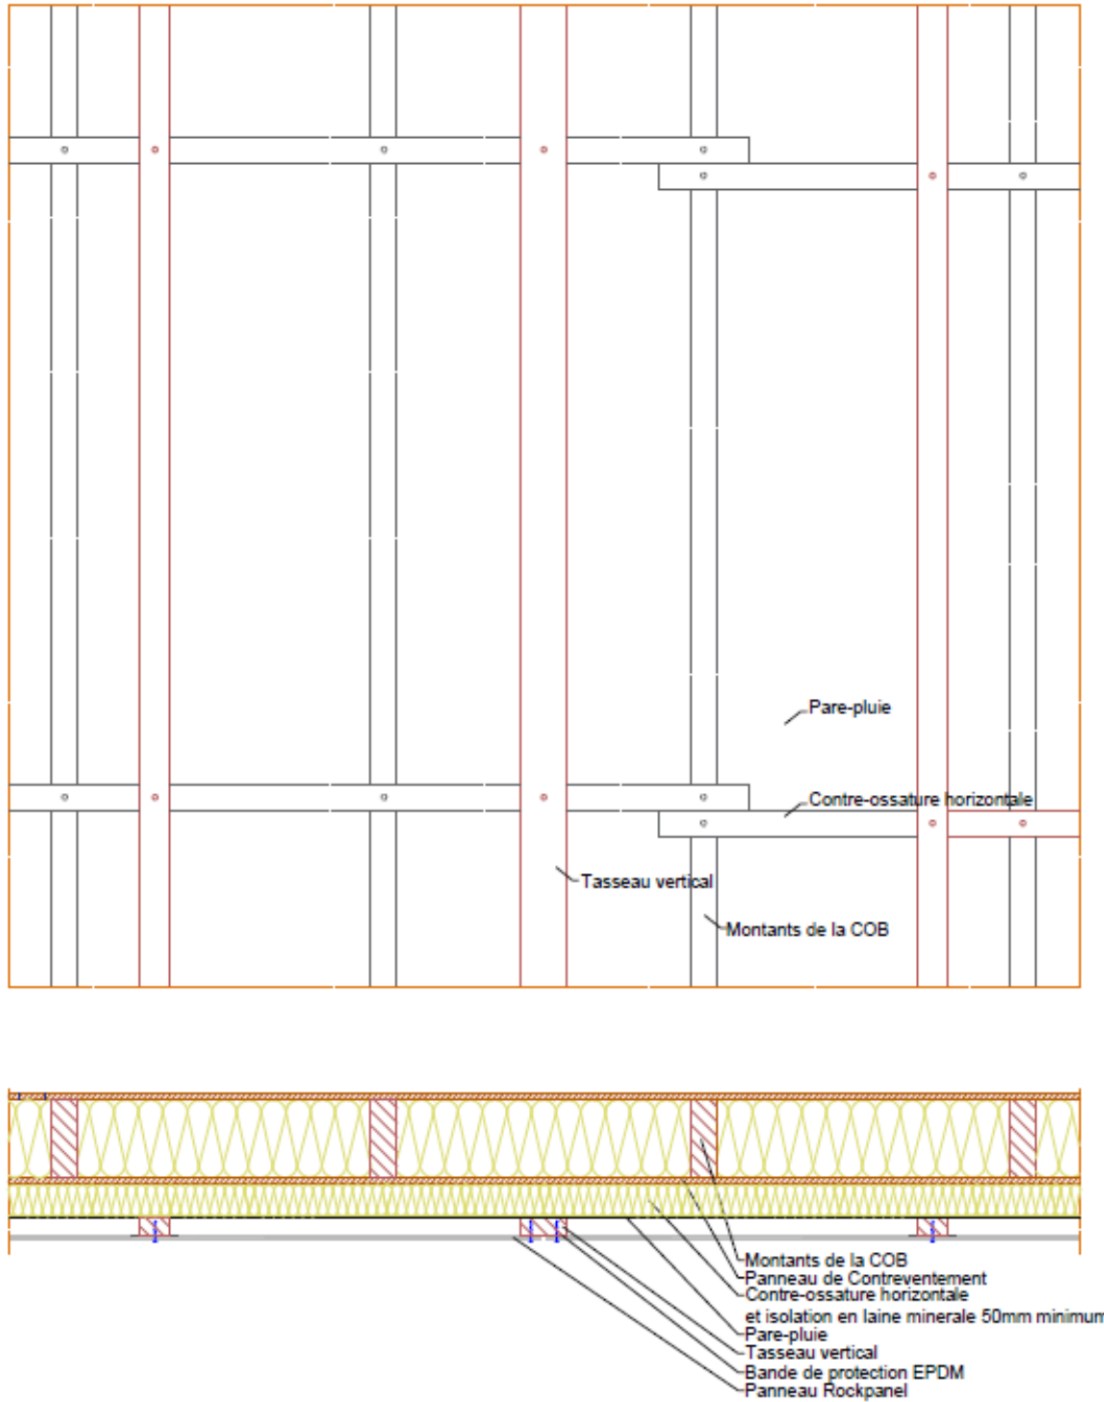 Pare-pluie
Contre-ossature horizontale
Tasseau vertical
Montants de la COB
Montants de la COB
Panneau de Contreventement
Contre-ossature horizontale
et isolation en laine minerale 50mm minimum
Pare-pluie
Tasseau vertical
Bande de protection EPDM
Panneau Rockpanel